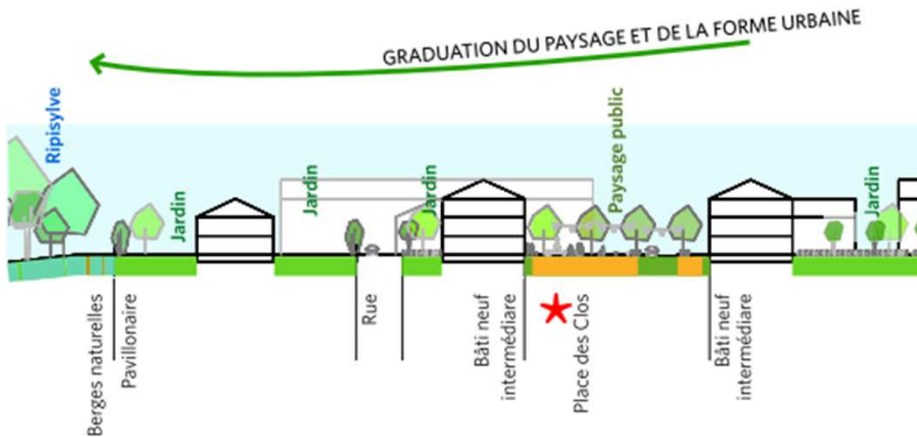 GRADUATION DU PAYSAGE ET DE LA FORME URBAINE
Ripisylve
Jardin
Jardin
Jardin
Paysage public
Jardin
Berges naturelles
Pavillonaire
Rue
Bâti neuf
intermédiare
Place des Clos
Bâti neuf
intermédiare